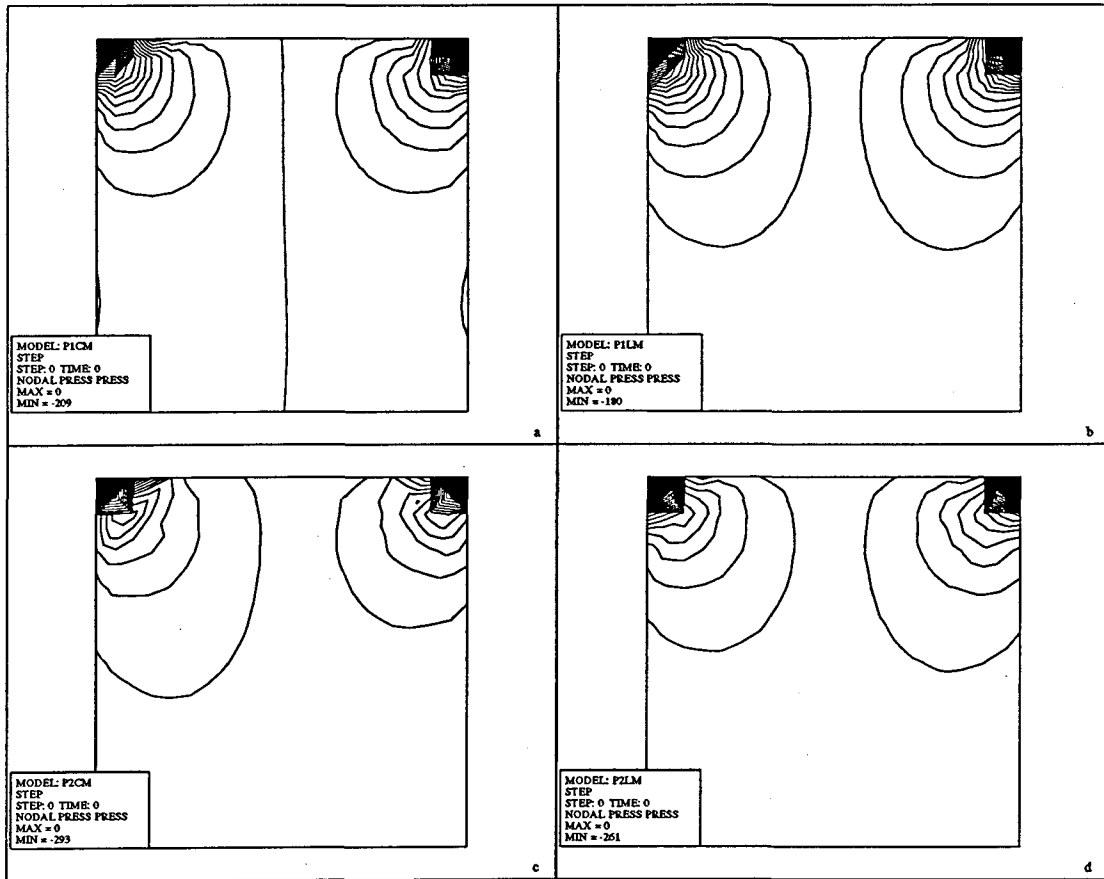 MODEL: P1CM
STEP
STEP: 0 TIME: 0
NODAL PRESS PRESS
MAX = 0
MIN = -209
a
MODEL: P1LM
STEP
STEP: 0 TIME: 0
NODAL PRESS PRESS
MAX = 0
MIN = -180
b
MODEL: P2CM
STEP
STEP: 0 TIME: 0
NODAL PRESS PRESS
MAX = 0
MIN = -293
c
MODEL: P2LM
STEP
STEP: 0 TIME: 0
NODAL PRESS PRESS
MAX = 0
MIN = -261
d